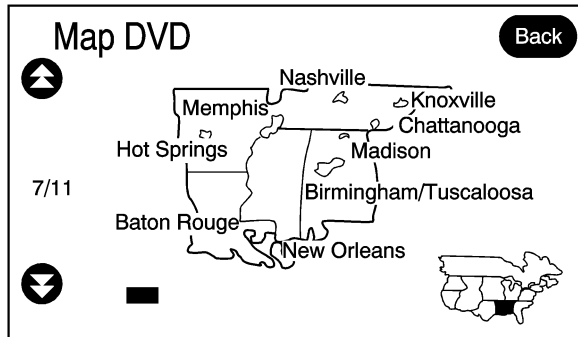 Map DVD
Back
Nashville
Memphis
Knoxville
Chattanooga
Hot Springs
Madison
7/11
Birmingham/Tuscaloosa
Baton Rouge
New Orleans